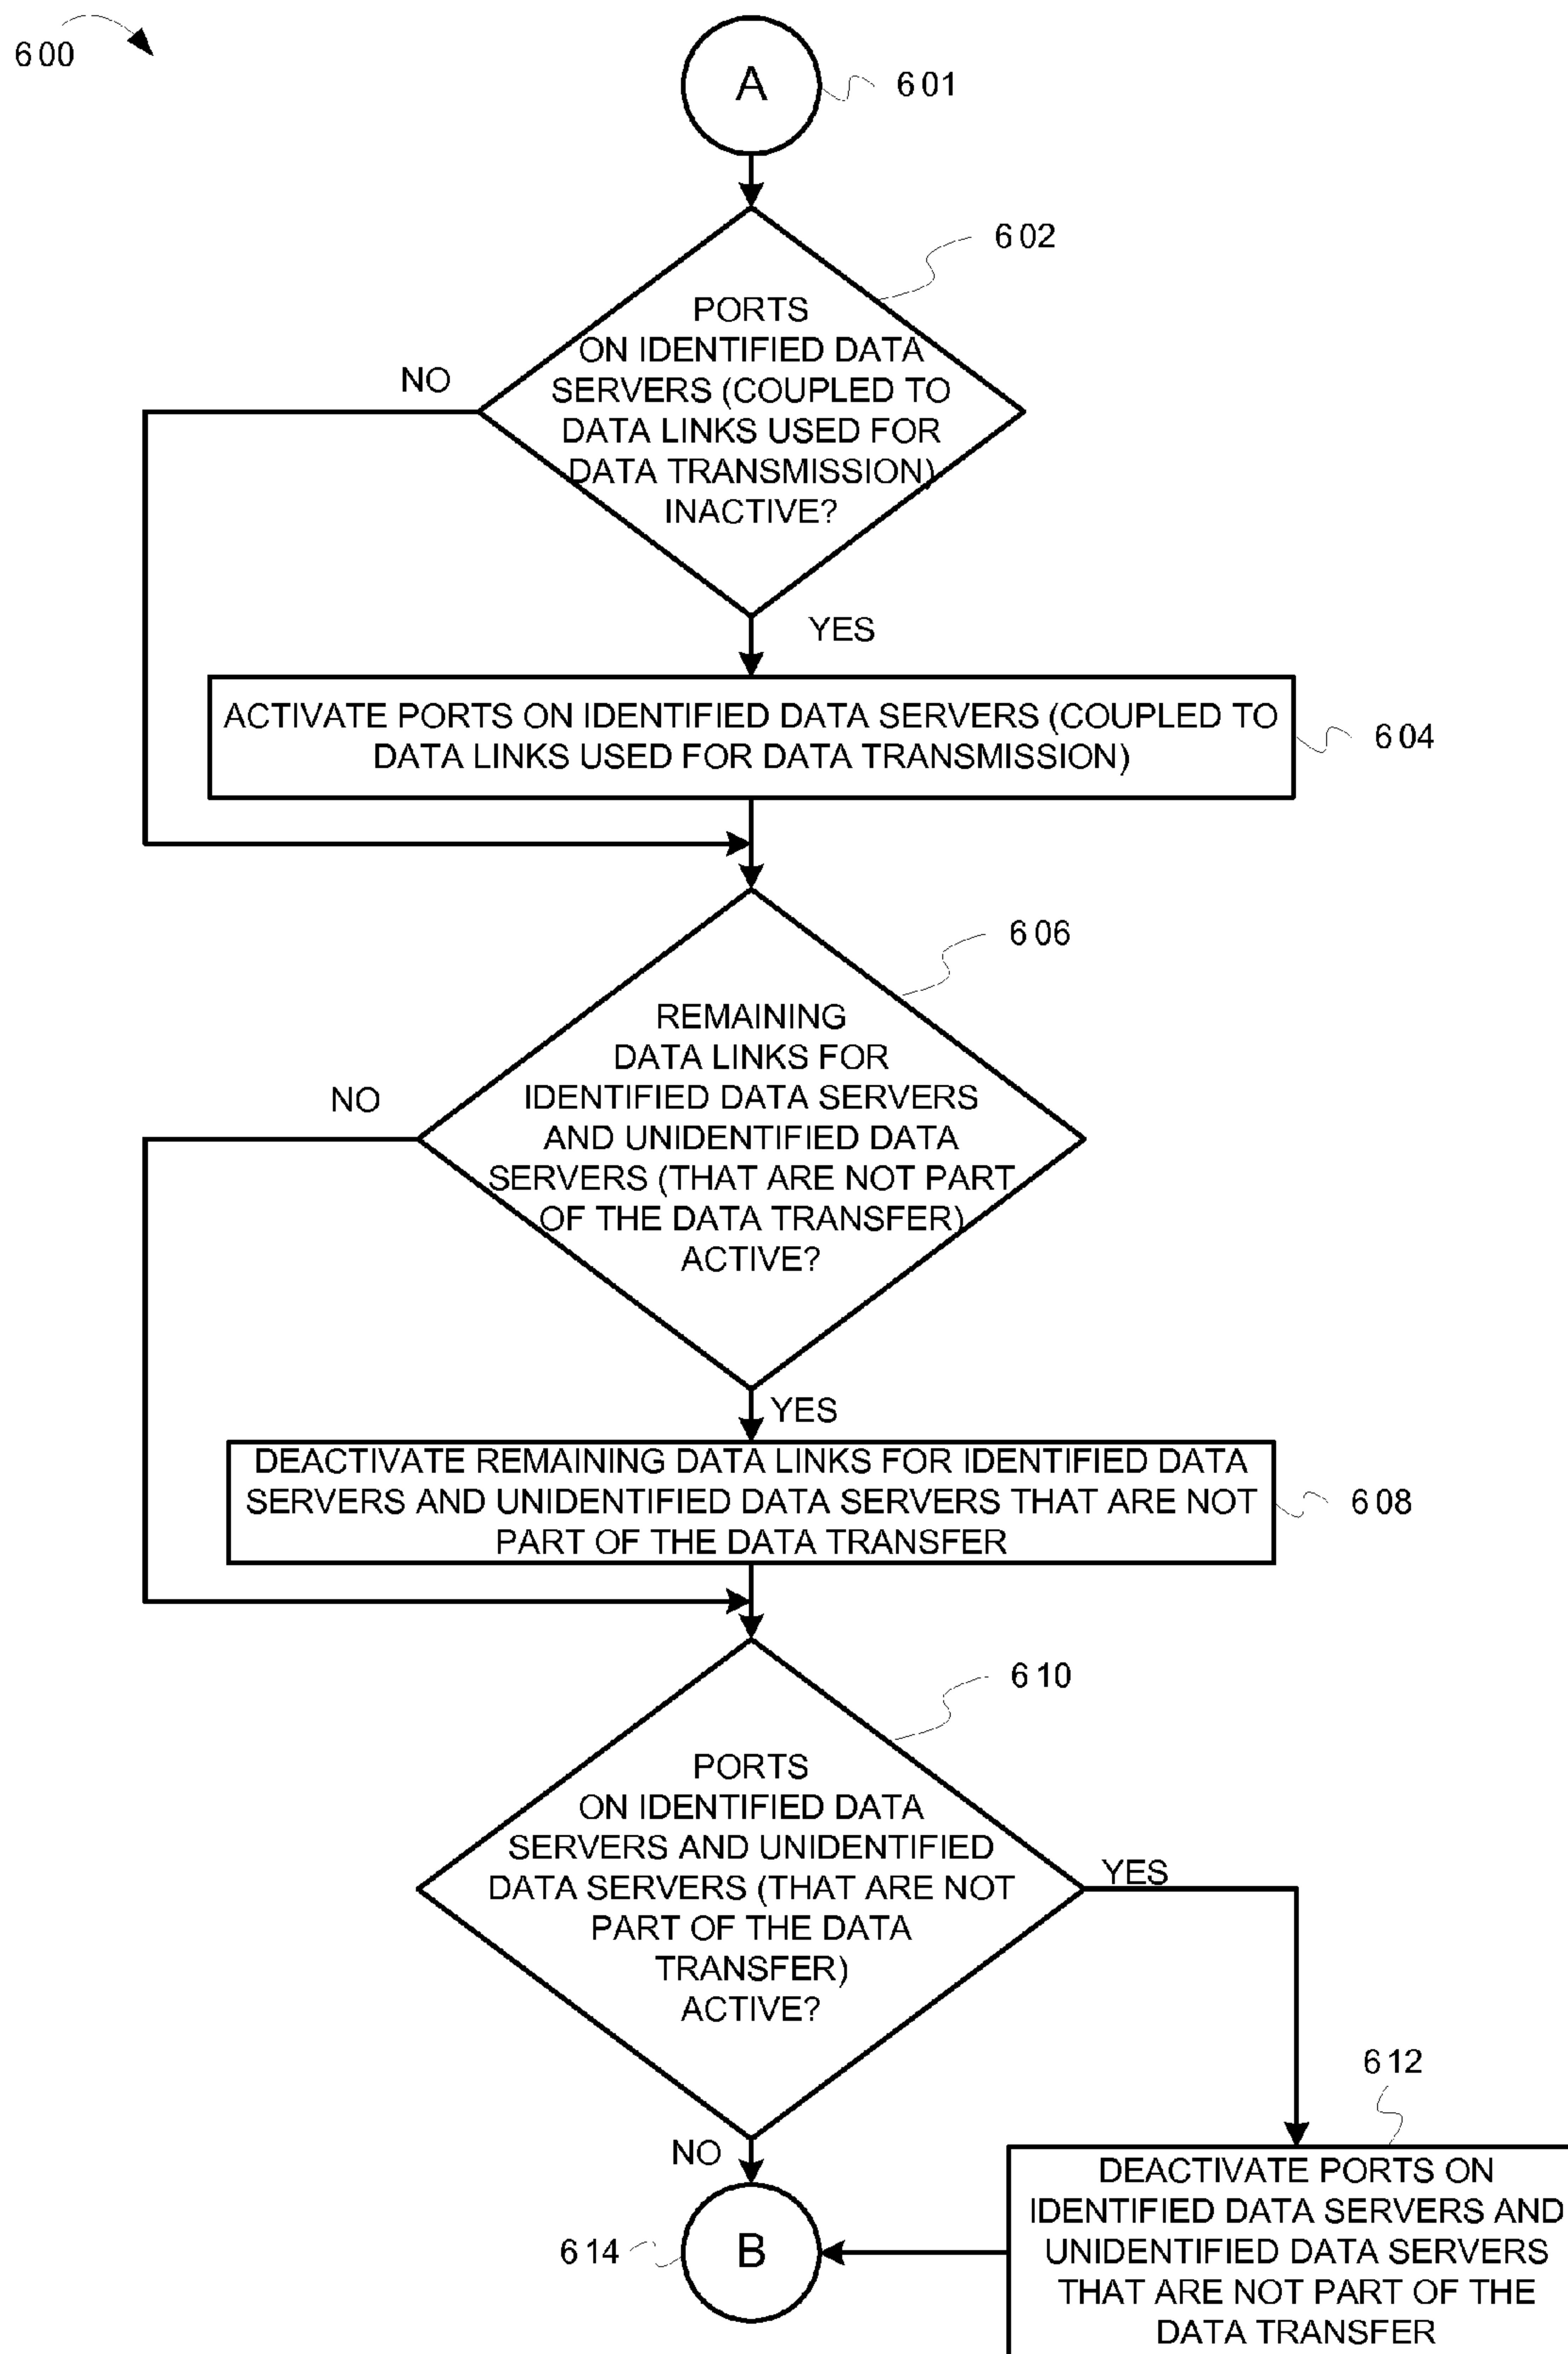 600
A
601
602
PORTS
ON IDENTIFIED DATA
SERVERS (COUPLED TO
DATA LINKS USED FOR
DATA TRANSMISSION)
INACTIVE?
NO
YES
ACTIVATE PORTS ON IDENTIFIED DATA SERVERS (COUPLED TO
DATA LINKS USED FOR DATA TRANSMISSION)
604
606
REMAINING
DATA LINKS FOR
IDENTIFIED DATA SERVERS
AND UNIDENTIFIED DATA
SERVERS (THAT ARE NOT PART
OF THE DATA TRANSFER)
ACTIVE?
NO
YES
DEACTIVATE REMAINING DATA LINKS FOR IDENTIFIED DATA
SERVERS AND UNIDENTIFIED DATA SERVERS THAT ARE NOT
PART OF THE DATA TRANSFER
608
610
PORTS
ON IDENTIFIED DATA
SERVERS AND UNIDENTIFIED
DATA SERVERS (THAT ARE NOT
PART OF THE DATA
TRANSFER)
ACTIVE?
YES
NO
612
DEACTIVATE PORTS ON
IDENTIFIED DATA SERVERS AND
UNIDENTIFIED DATA SERVERS
THAT ARE NOT PART OF THE
DATA TRANSFER
614
B